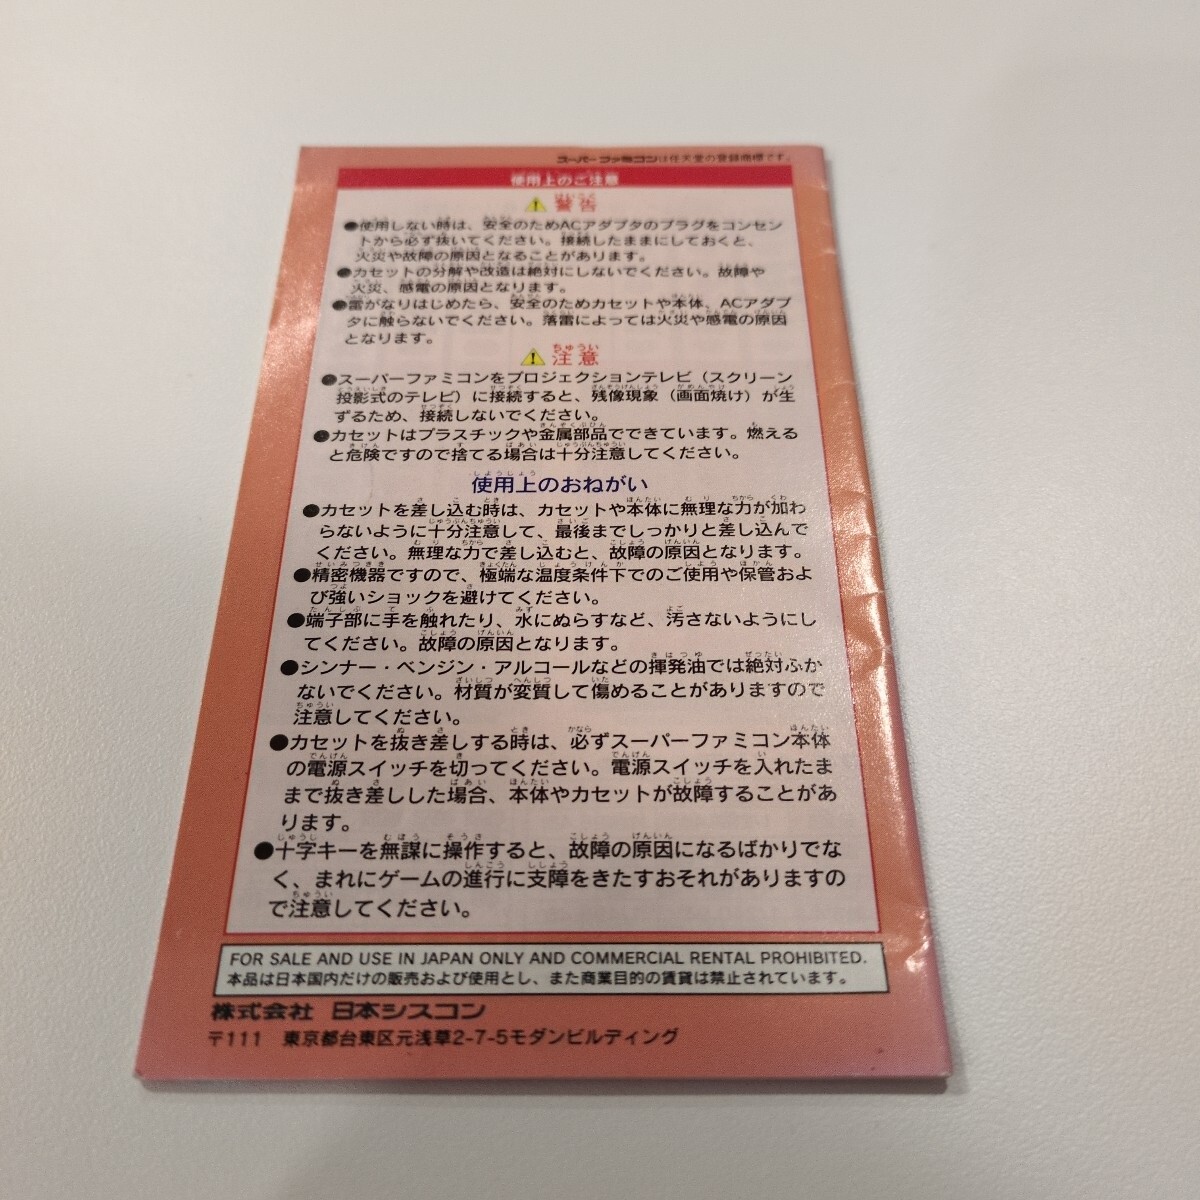 スーパーファミコンは任天堂の登録商標です。
使用上のご注意
警告
●使用しない時は、安全のためACアダプタのプラグをコンセン
トから必ず抜いてください。接続したままにしておくと、
火災や故障の原因となることがあります。
●カセットの分解や改造は絶対にしないでください。故障や
火災、感電の原因となります。
●雷がなりはじめたら、安全のためカセットや本体、ACアダプ
タに触らないでください。落雷によっては火災や感電の原因
となります。
注意
●スーパーファミコンをプロジェクションテレビ（スクリーン
投影式のテレビ）に接続すると、残像現象（画面焼け）が生
ずるため、接続しないでください。
●カセットはプラスチックや金属部品でできています。燃える
と危険ですので捨てる場合は十分注意してください。
使用上のおねがい
●カセットを差し込む時は、カセットや本体に無理な力が加わ
らないように十分注意して、最後までしっかりと差し込んで
ください。無理な力で差し込むと、故障の原因となります。
●精密機器ですので、極端な温度条件下でのご使用や保管およ
び強いショックを避けてください。
●端子部に手を触れたり、水にぬらすなど、汚さないようにし
てください。故障の原因となります。
●シンナー・ベンジン・アルコールなどの揮発油では絶対ふか
ないでください。材質が変質して傷めることがありますので
注意してください。
●カセットを抜き差しする時は、必ずスーパーファミコン本体
の電源スイッチを切ってください。電源スイッチを入れたま
まで抜き差しした場合、本体やカセットが故障することがあ
ります。
●十字キーを無謀に操作すると、故障の原因になるばかりでな
く、まれにゲームの進行に支障をきたすおそれがありますの
で注意してください。
FOR SALE AND USE IN JAPAN ONLY AND COMMERCIAL RENTAL PROHIBITED.
本品は日本国内だけの販売および使用とし、また商業目的の賃貸は禁止されています。
株式会社 日本シスコン
〒111 東京都台東区元浅草2-7-5モダンビルディング